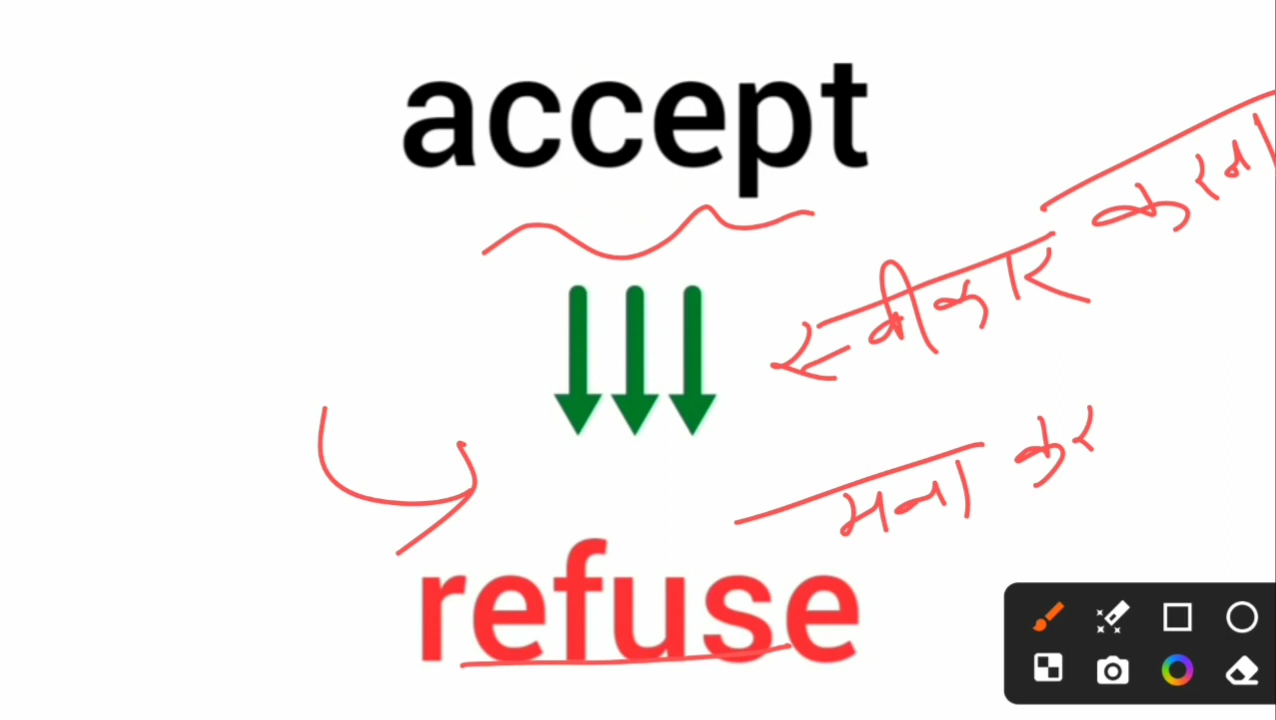 accept
स्वीकार करना
मना कर
refuse